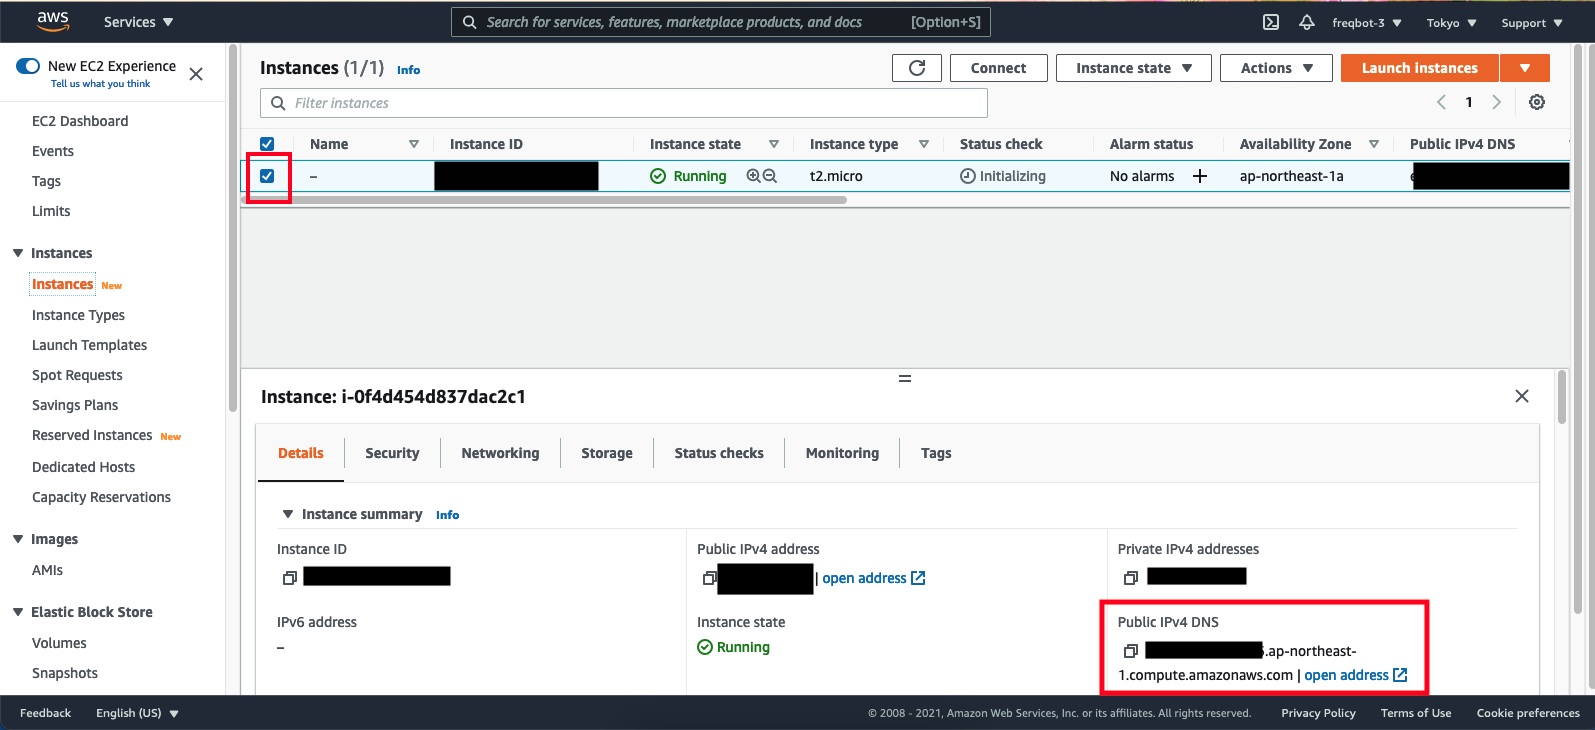 aws
Services
Search for services, features, marketplace products, and docs [Option+S]
freqbot-3
Tokyo
Support
New EC2 Experience
Tell us what you think
EC2 Dashboard
Events
Tags
Limits
Instances
Instances New
Instance Types
Launch Templates
Spot Requests
Savings Plans
Reserved Instances New
Dedicated Hosts
Capacity Reservations
Images
AMIs
Elastic Block Store
Volumes
Snapshots
Instances (1/1) Info
Connect
Instance state
Actions
Launch instances
Filter instances
1
Name Instance ID Instance state Instance type Status check Alarm status Availability Zone Public IPv4 DNS
– Running t2.micro Initializing No alarms + ap-northeast-1a
Instance: i-0f4d454d837dac2c1
Details Security Networking Storage Status checks Monitoring Tags
Instance summary Info
Instance ID
Public IPv4 address
| open address
Private IPv4 addresses
IPv6 address
–
Instance state
Running
Public IPv4 DNS
.ap-northeast-
1.compute.amazonaws.com | open address
Feedback English (US) © 2008 - 2021, Amazon Web Services, Inc. or its affiliates. All rights reserved. Privacy Policy Terms of Use Cookie preferences